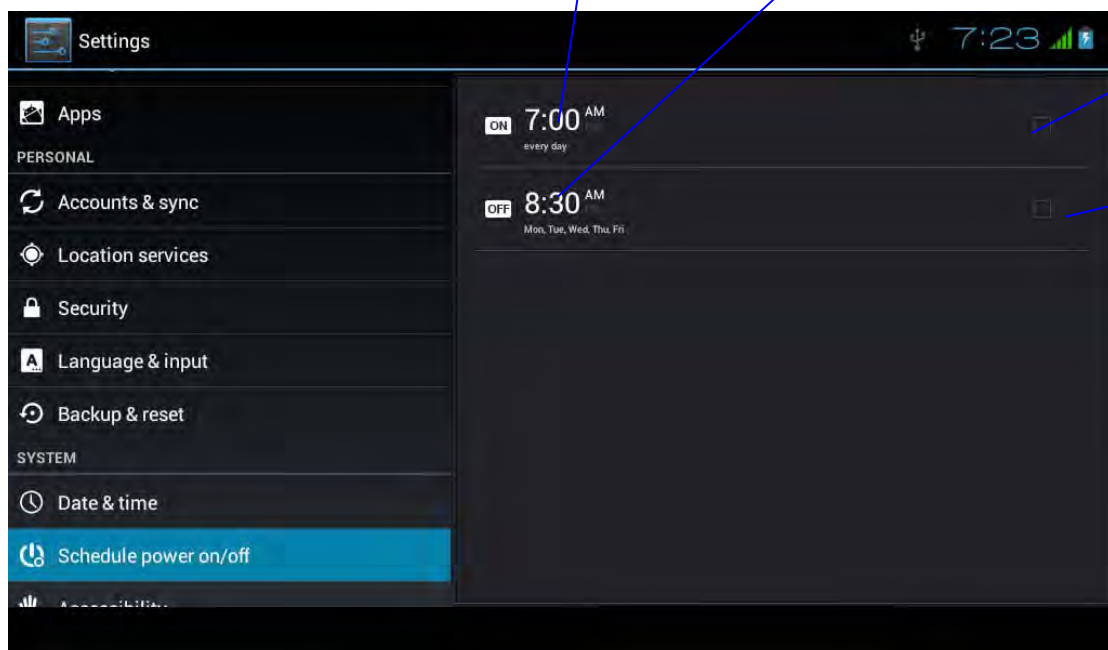 Settings
7:23
Apps
PERSONAL
Accounts & sync
Location services
Security
Language & input
Backup & reset
SYSTEM
Date & time
Schedule power on/off
Accessibility
ON 7:00 AM
every day
OFF 8:30 AM
Mon, Tue, Wed, Thu, Fri